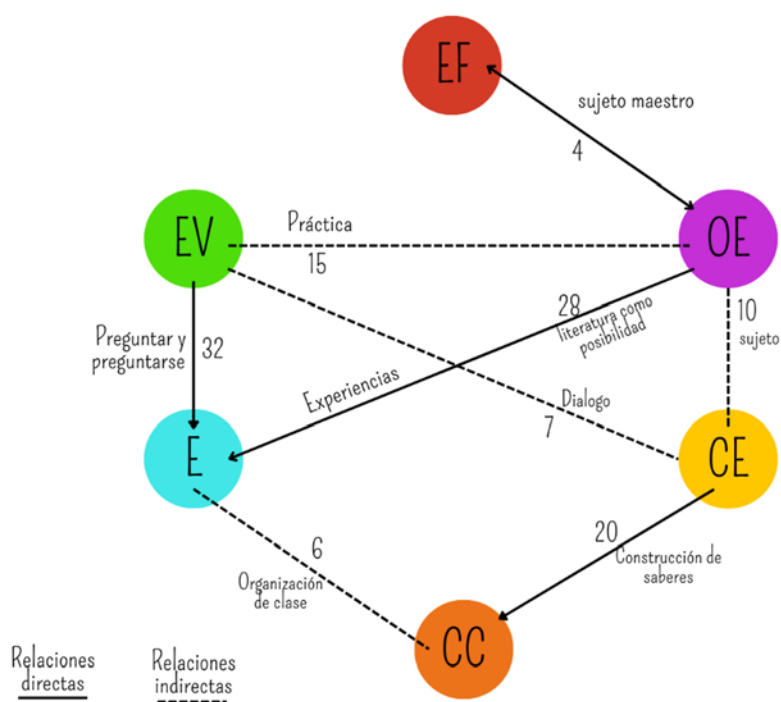 EF
sujeto maestro
4
EV
Práctica
15
OE
28
literatura como
posibilidad
10
sujeto
Preguntar y
preguntarse
32
Experiencias
Dialogo
7
E
CE
6
Organización
de clase
20
Construcción de
saberes
CC
Relaciones
directas
Relaciones
indirectas